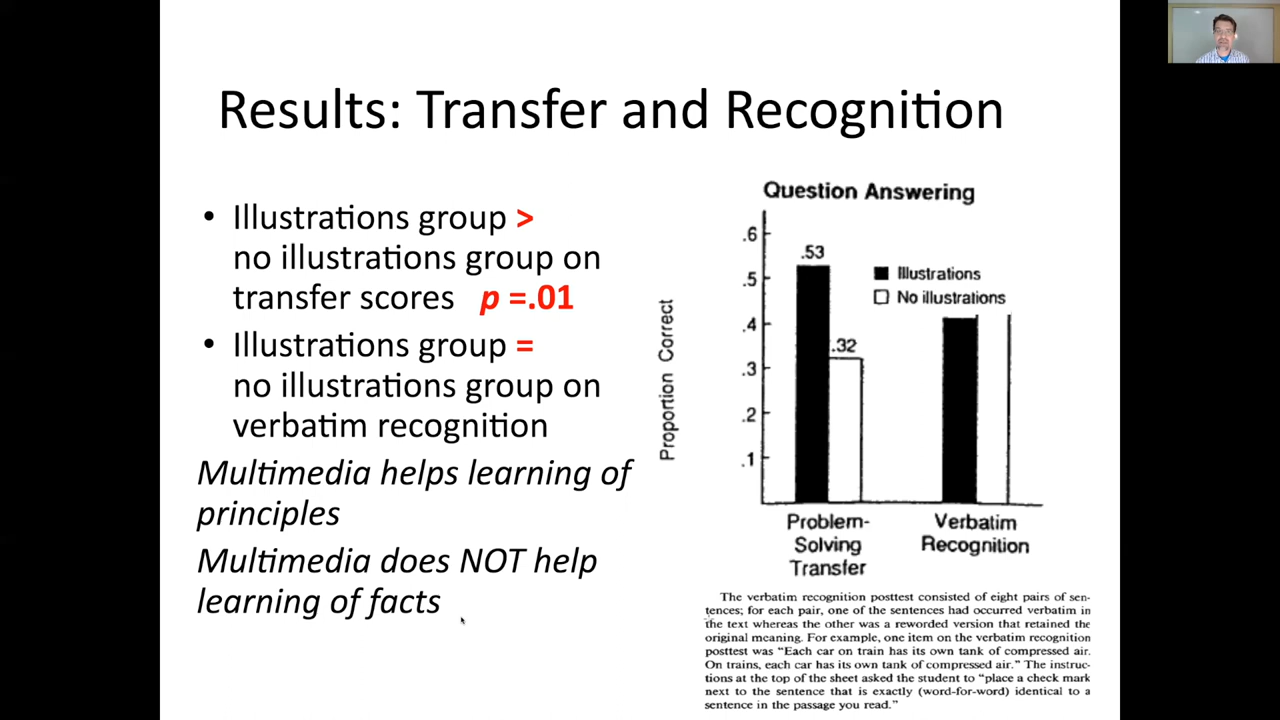 Results: Transfer and Recognition
• Illustrations group >
no illustrations group on
transfer scores p =.01
• Illustrations group =
no illustrations group on
verbatim recognition
Multimedia helps learning of
principles
Multimedia does NOT help
learning of facts
Question Answering
Proportion Correct
.6
.5
.4
.3
.2
.1
.53
.32
Illustrations
No illustrations
Problem-
Solving
Transfer
Verbatim
Recognition
The verbatim recognition posttest consisted of eight pairs of sen-
tences; for each pair, one of the sentences had occurred verbatim in
the text whereas the other was a reworded version that retained the
original meaning. For example, one item on the verbatim recognition
posttest was “Each car on train has its own tank of compressed air.
On trains, each car has its own tank of compressed air.” The instruc-
tions at the top of the sheet asked the student to “place a check mark
next to the sentence that is exactly (word-for-word) identical to a
sentence in the passage you read.”